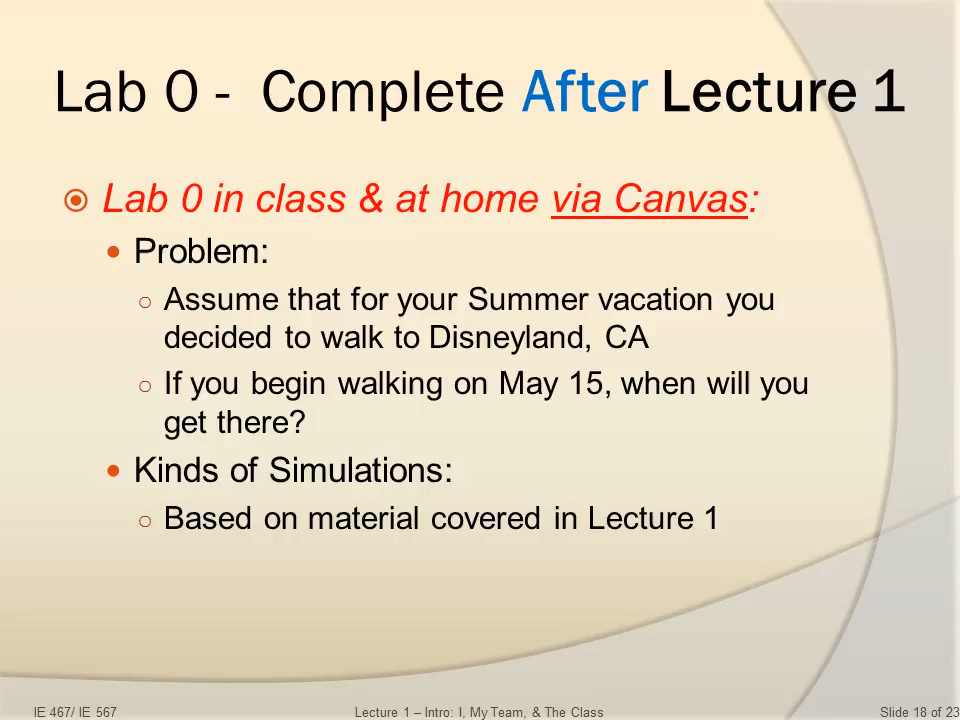 Lab 0 - Complete After Lecture 1
Lab 0 in class & at home via Canvas:
Problem:
Assume that for your Summer vacation you
decided to walk to Disneyland, CA
If you begin walking on May 15, when will you
get there?
Kinds of Simulations:
Based on material covered in Lecture 1
IE 467/ IE 567 Lecture 1 – Intro: I, My Team, & The Class Slide 18 of 23